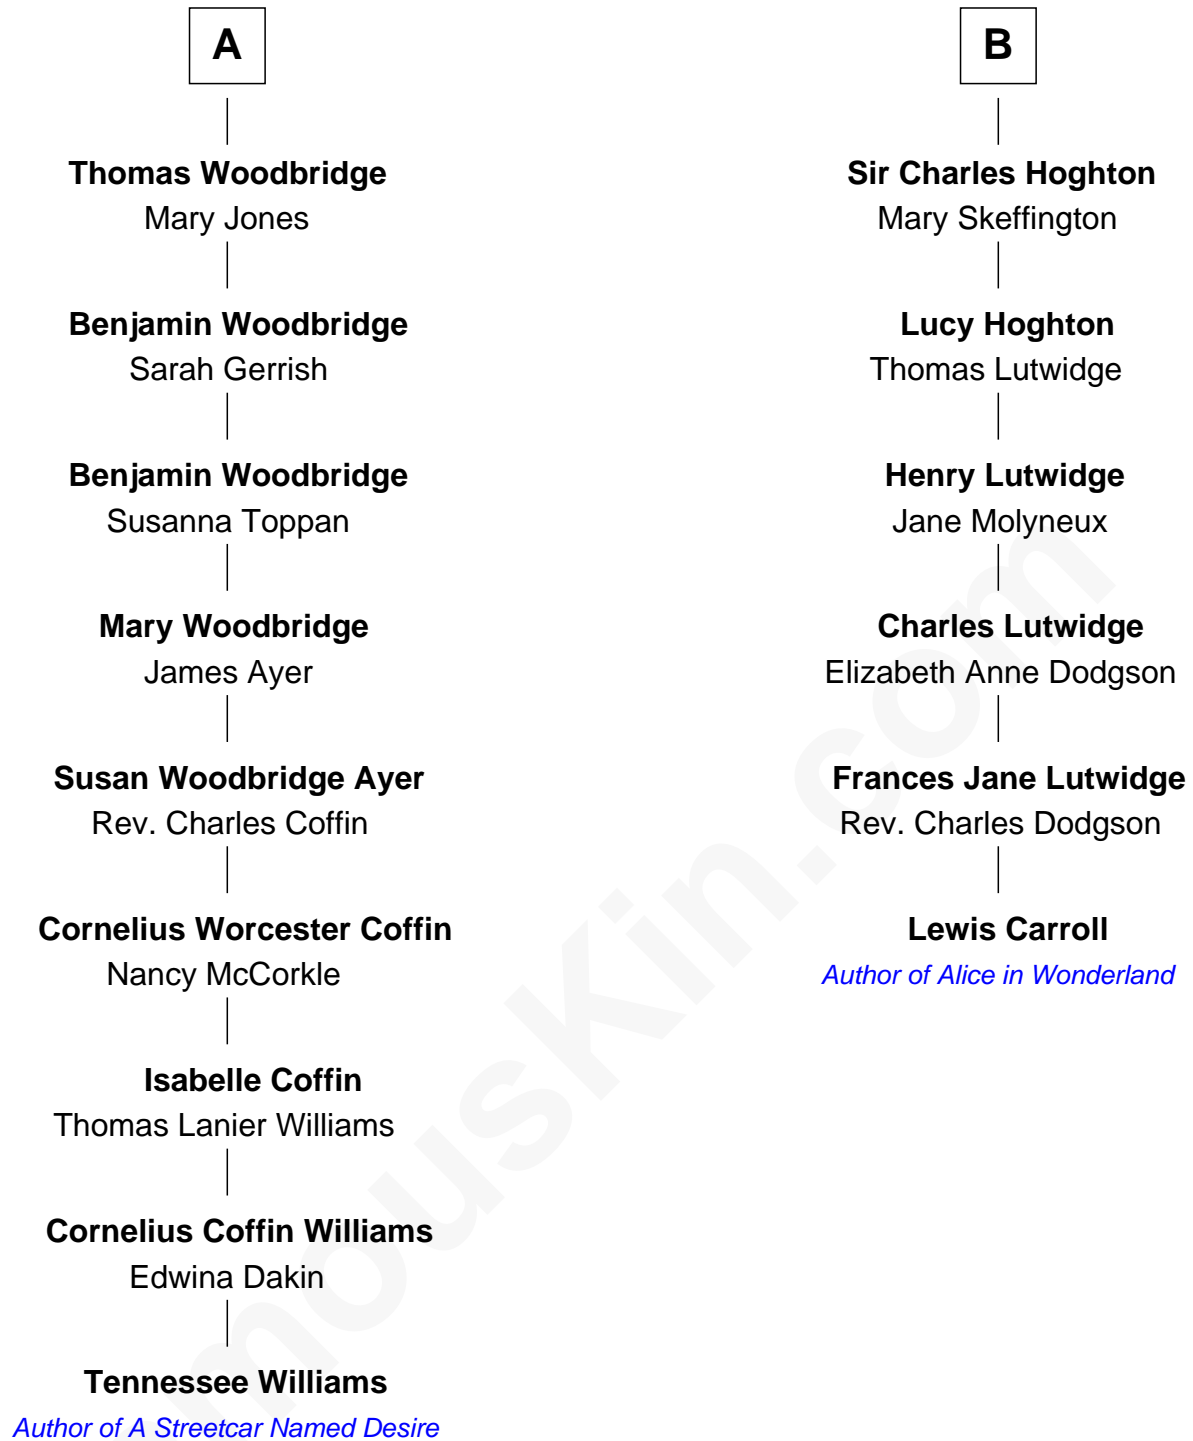 A
Thomas Woodbridge
Mary Jones
Benjamin Woodbridge
Sarah Gerrish
Benjamin Woodbridge
Susanna Toppan
Mary Woodbridge
James Ayer
Susan Woodbridge Ayer
Rev. Charles Coffin
Cornelius Worcester Coffin
Nancy McCorkle
Isabelle Coffin
Thomas Lanier Williams
Cornelius Coffin Williams
Edwina Dakin
Tennessee Williams
Author of A Streetcar Named Desire
B
Sir Charles Hoghton
Mary Skeffington
Lucy Hoghton
Thomas Lutwidge
Henry Lutwidge
Jane Molyneux
Charles Lutwidge
Elizabeth Anne Dodgson
Frances Jane Lutwidge
Rev. Charles Dodgson
Lewis Carroll
Author of Alice in Wonderland
mousKin.com